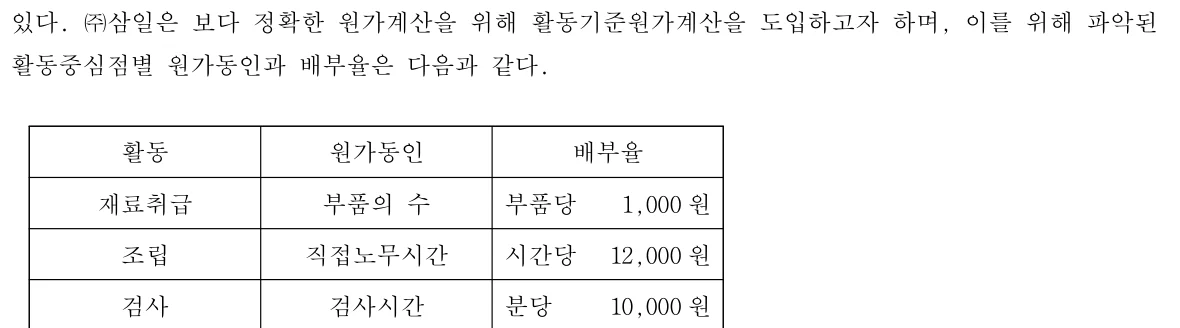 있다. ㈜삼일은 보다 정확한 원가계산을 위해 활동기준원가계산을 도입하고자 하며, 이를 위해 파악된
활동중심점별 원가동인과 배부율은 다음과 같다.
활동 원가동인 배부율
재료취급 부품의 수 부품당 1,000 원
조립 직접노무시간 시간당 12,000 원
검사 검사시간 분당 10,000 원